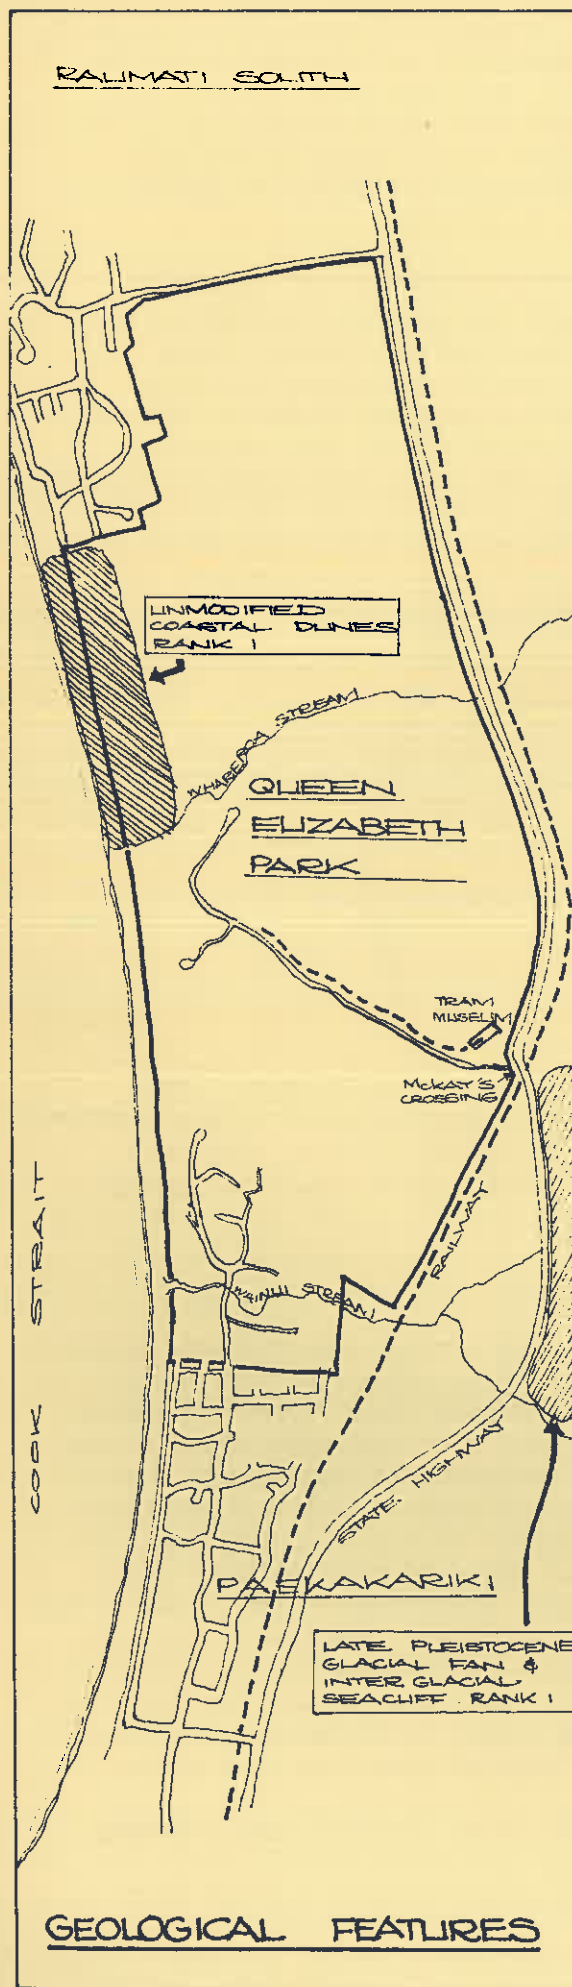 RAUMATI SOUTH
UNMODIFIED
COASTAL DUNES
RANK 1
WHAREROA STREAM
QUEEN
ELIZABETH
PARK
TRAM
MUSEUM
McKAY'S
CROSSING
RAILWAY
COOK STRAIT
WAINUI STREAM
STATE HIGHWAY
PAEKAKARIKI
LATE PLEISTOCENE
GLACIAL FAN &
INTER GLACIAL
SEACLIFF RANK 1
GEOLOGICAL FEATURES